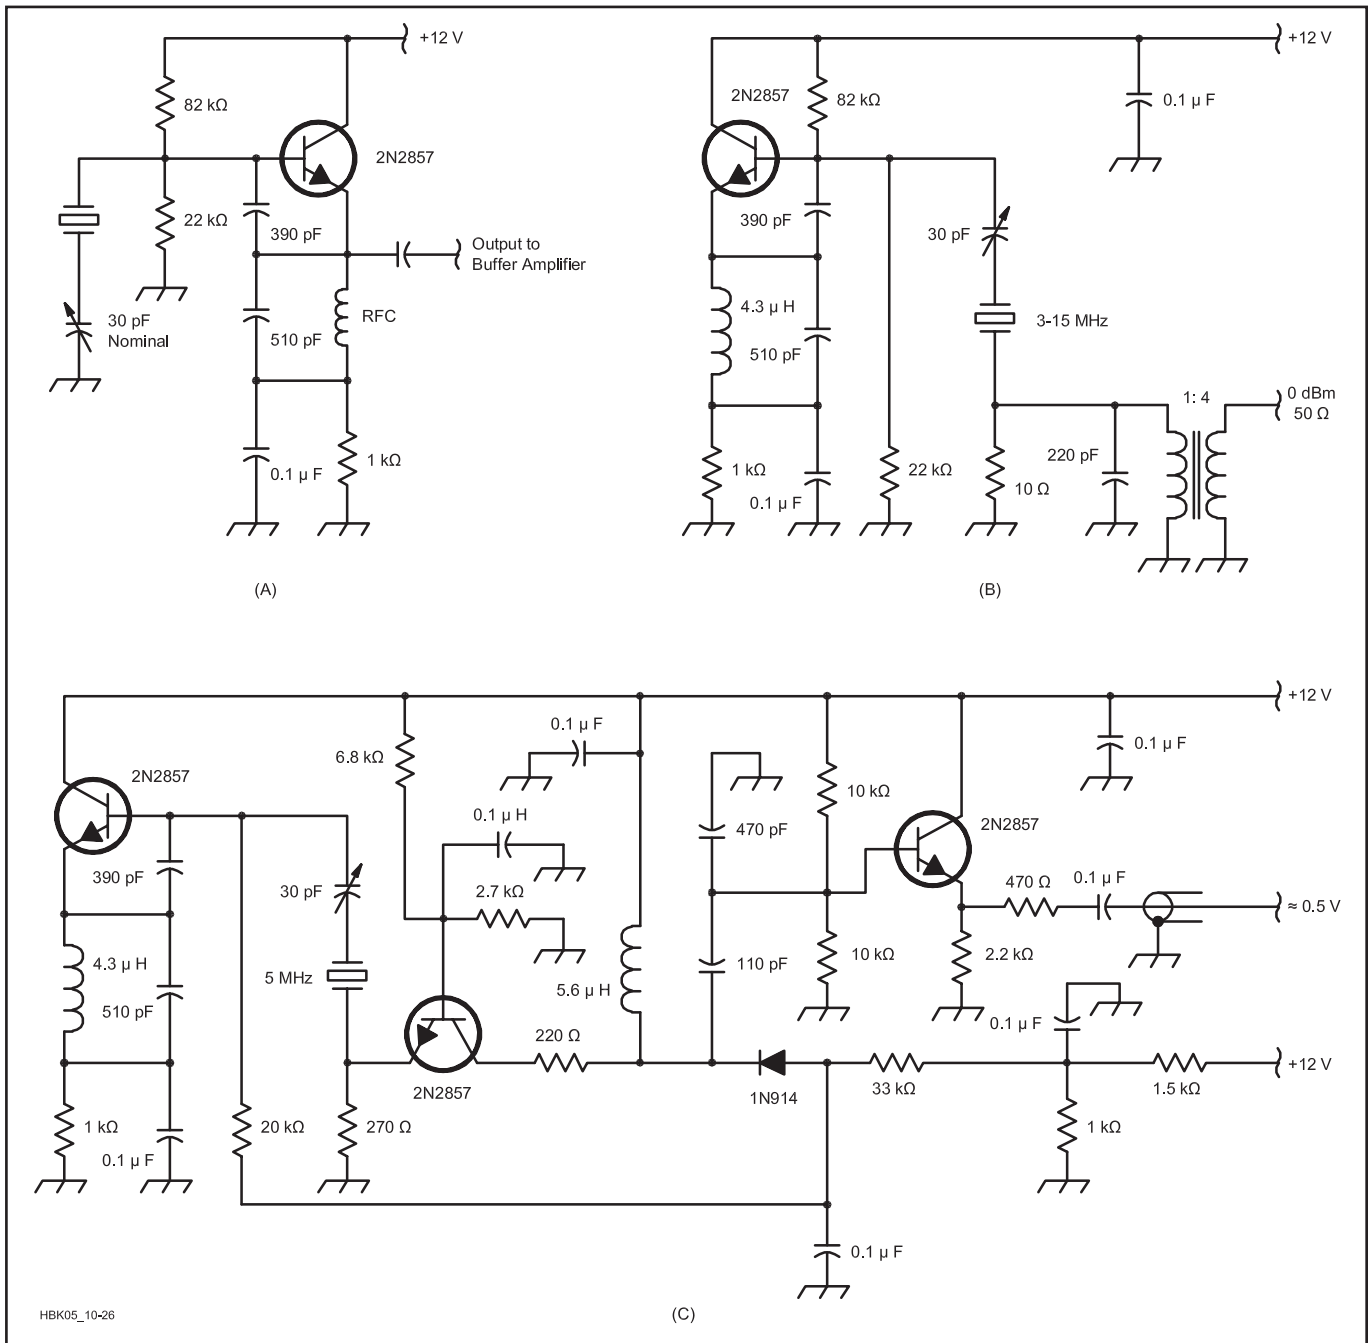 +12 V
82 kΩ
2N2857
22 kΩ
390 pF
Output to
Buffer Amplifier
30 pF
Nominal
510 pF
RFC
0.1 µ F
1 kΩ
(A)
+12 V
2N2857
82 kΩ
0.1 µ F
390 pF
30 pF
4.3 µ H
510 pF
3-15 MHz
1: 4
0 dBm
50 Ω
1 kΩ
0.1 µ F
22 kΩ
10 Ω
220 pF
(B)
+12 V
0.1 µ F
6.8 kΩ
0.1 µ F
2N2857
10 kΩ
0.1 µ H
470 pF
2N2857
390 pF
30 pF
2.7 kΩ
470 Ω
0.1 µ F
≈ 0.5 V
4.3 µ H
510 pF
5 MHz
5.6 µ H
110 pF
10 kΩ
2.2 kΩ
0.1 µ F
220 Ω
+12 V
2N2857
1N914
33 kΩ
1.5 kΩ
1 kΩ
0.1 µ F
20 kΩ
270 Ω
1 kΩ
0.1 µ F
HBK05_10-26
(C)